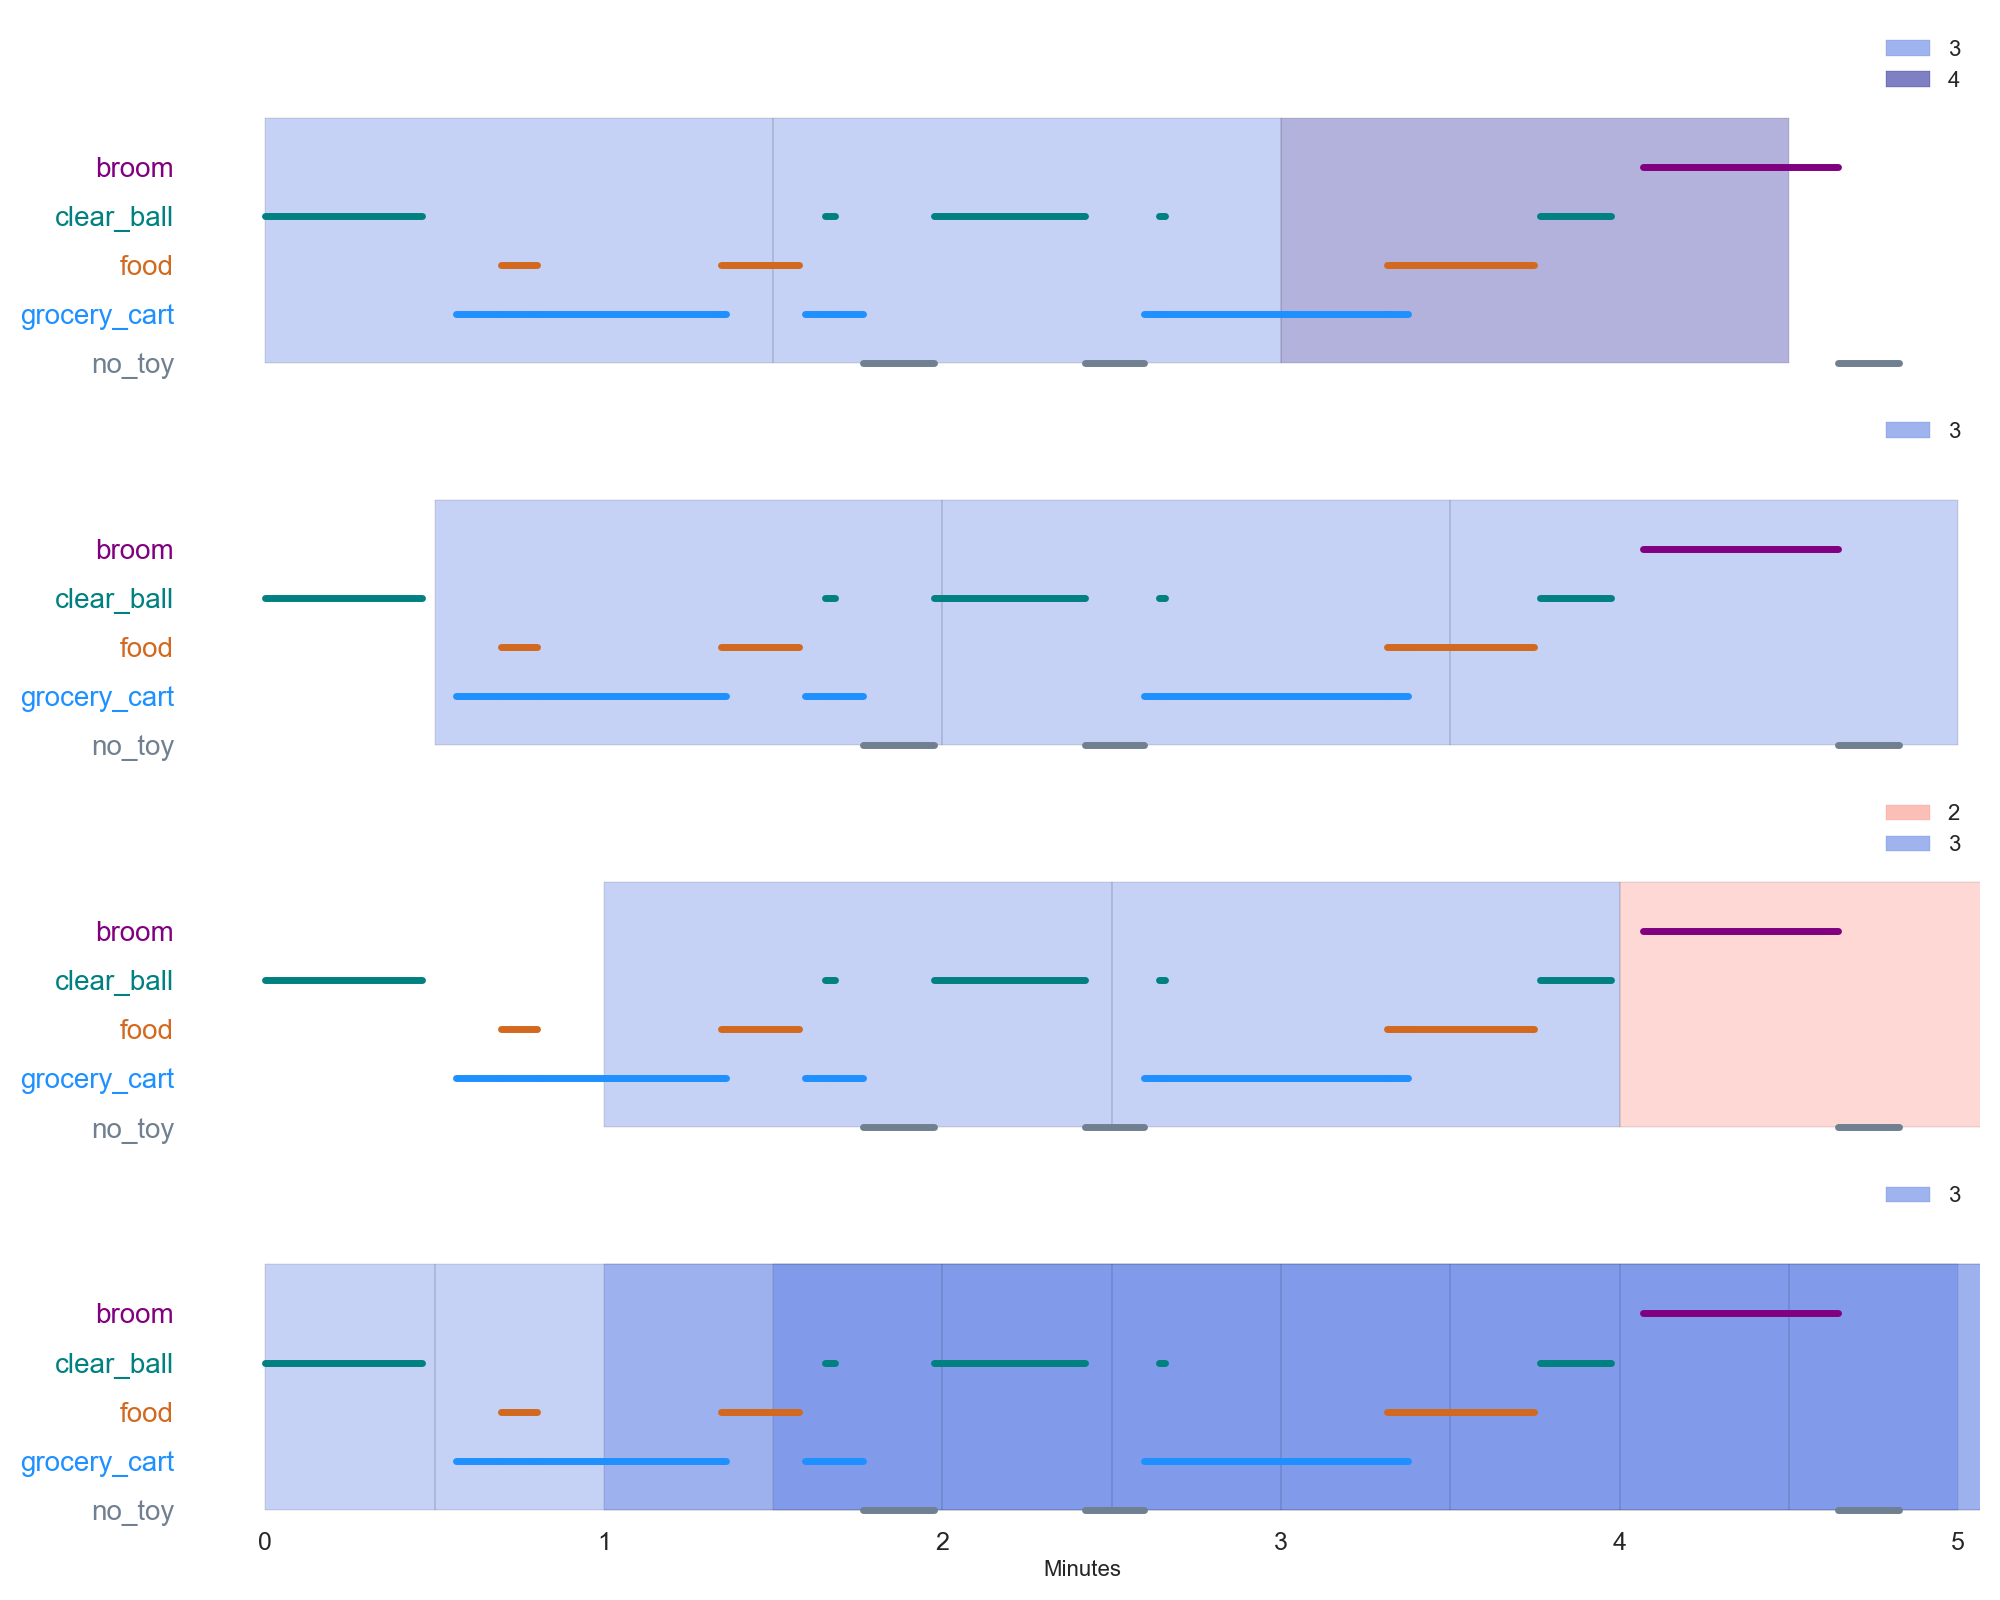 3
4
broom
clear_ball
food
grocery_cart
no_toy
3
broom
clear_ball
food
grocery_cart
no_toy
2
3
broom
clear_ball
food
grocery_cart
no_toy
3
broom
clear_ball
food
grocery_cart
no_toy
0 1 2 3 4 5
Minutes